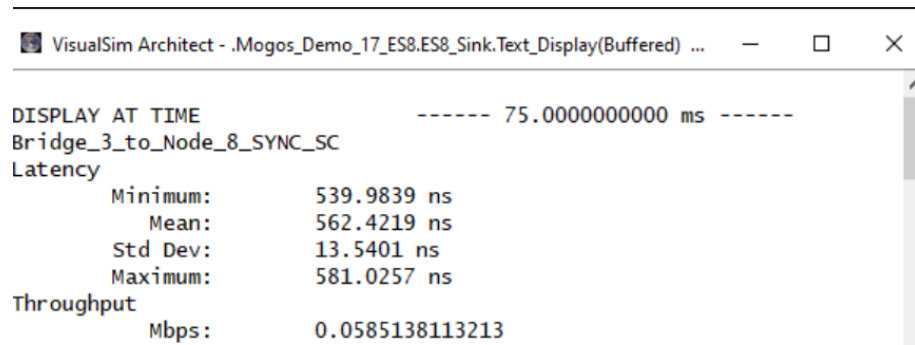 VisualSim Architect - .Mogos_Demo_17_ES8.ES8_Sink.Text_Display(Buffered) ...
DISPLAY AT TIME ------ 75.0000000000 ms ------
Bridge_3_to_Node_8_SYNC_SC
Latency
Minimum: 539.9839 ns
Mean: 562.4219 ns
Std Dev: 13.5401 ns
Maximum: 581.0257 ns
Throughput
Mbps: 0.0585138113213